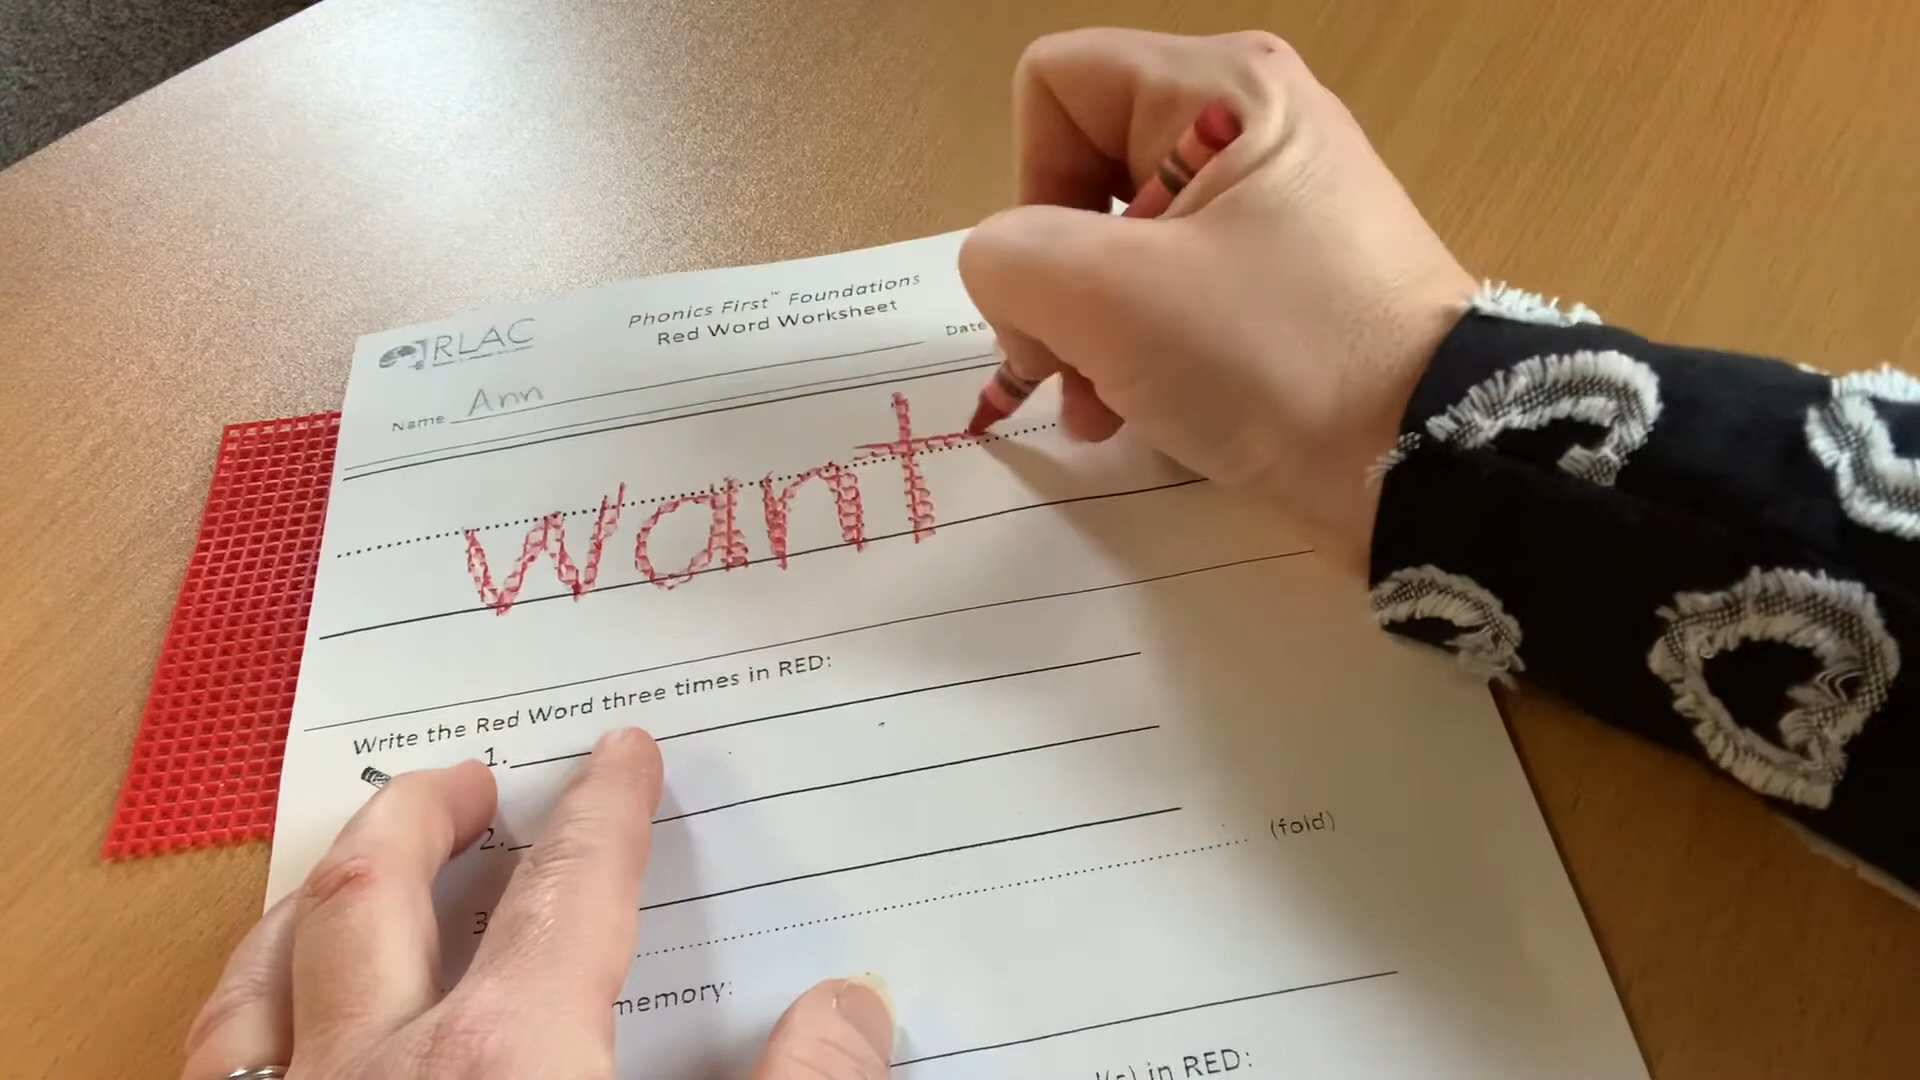 RLAC
Phonics First™ Foundations
Red Word Worksheet
Name Ann
Date
want
Write the Red Word three times in RED:
1.
2.
3
(fold)
memory:
in RED: